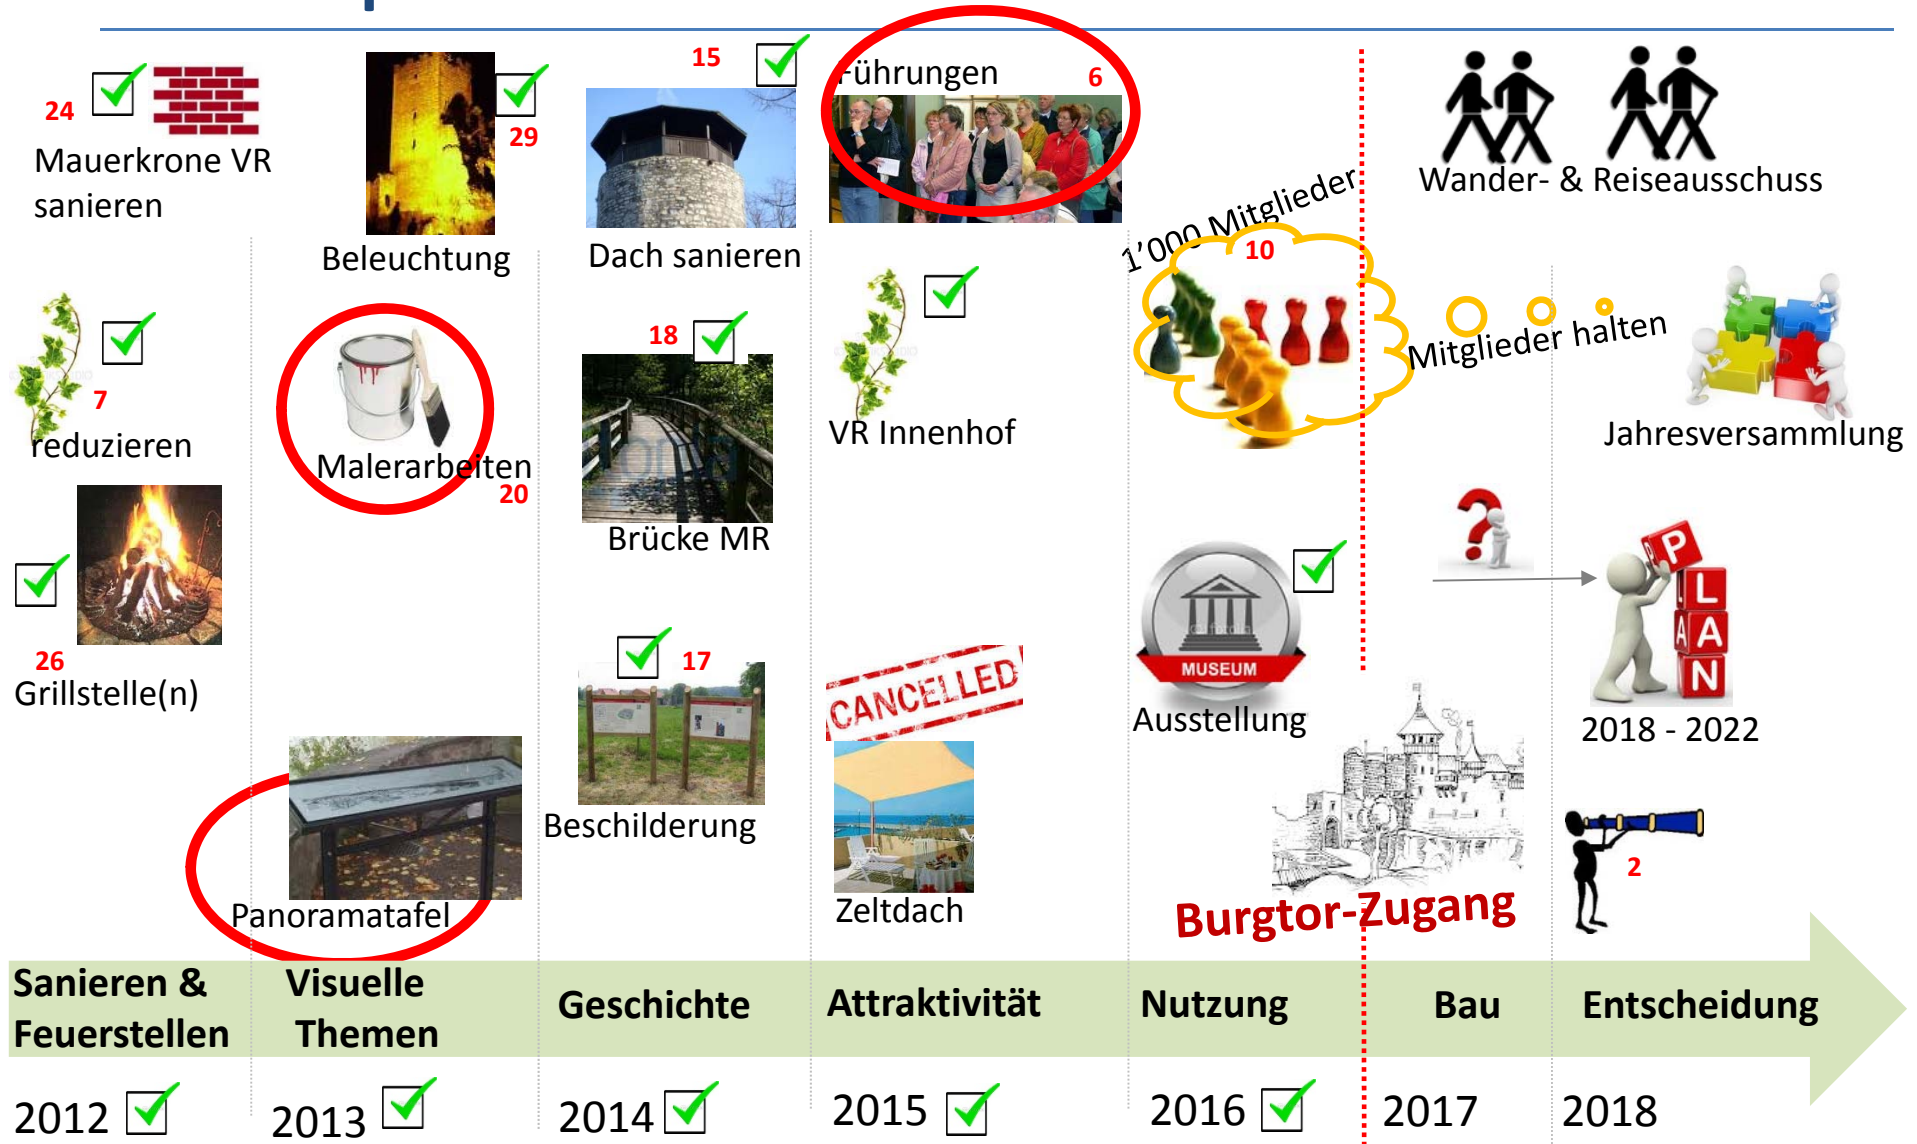 24
Mauerkrone VR
sanieren
29
Beleuchtung
15
Dach sanieren
Führungen
6
1'000 Mitglieder
10
Wander- & Reiseausschuss
7
reduzieren
Malerarbeiten
20
18
Brücke MR
VR Innenhof
Mitglieder halten
Jahresversammlung
26
Grillstelle(n)
17
Beschilderung
CANCELLED
Zeltdach
MUSEUM
Ausstellung
?
P
L
A A
N
2018 - 2022
Panoramatafel
Burgtor-Zugang
2
Sanieren &
Feuerstellen
Visuelle
Themen
Geschichte
Attraktivität
Nutzung
Bau
Entscheidung
2012
2013
2014
2015
2016
2017
2018